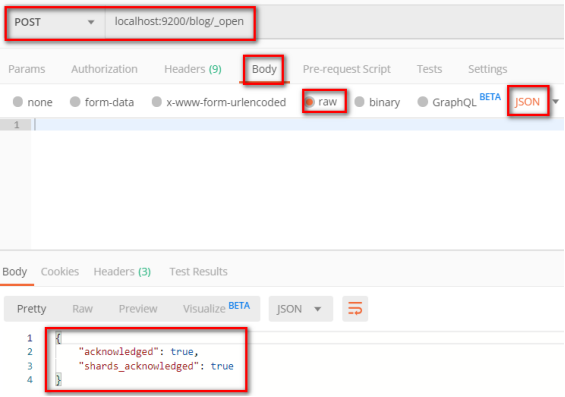 POST localhost:9200/blog/_open
Params Authorization Headers (9) Body Pre-request Script Tests Settings
none form-data x-www-form-urlencoded raw binary GraphQL BETA JSON
1
Body Cookies Headers (3) Test Results
Pretty Raw Preview Visualize BETA JSON
1 {
2 "acknowledged": true,
3 "shards_acknowledged": true
4 }